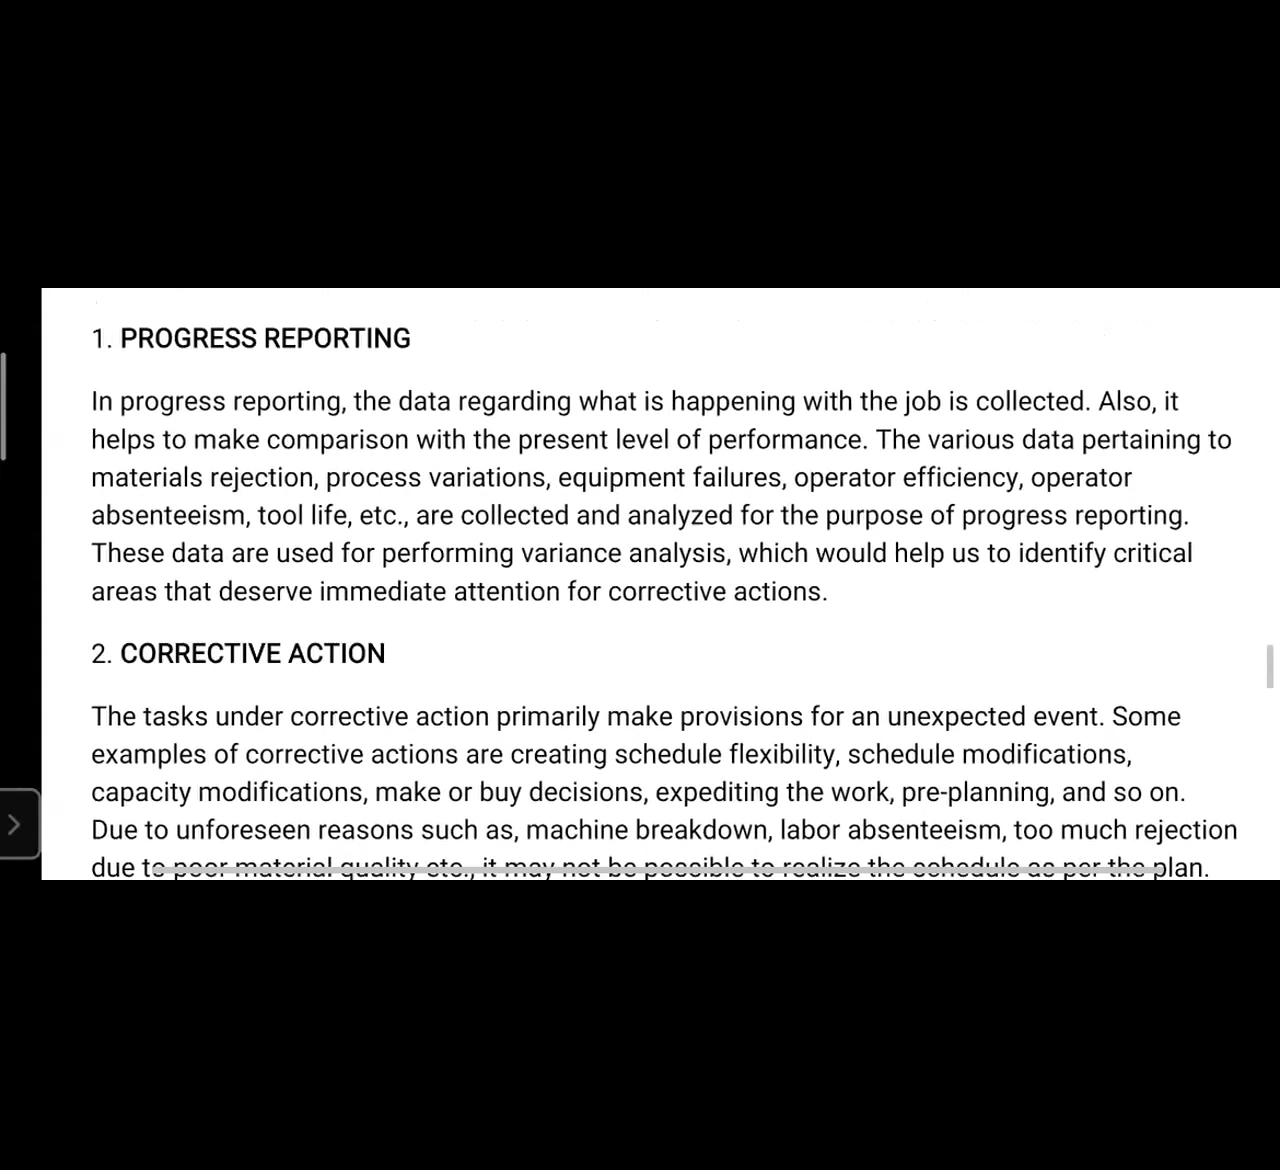 1. PROGRESS REPORTING
In progress reporting, the data regarding what is happening with the job is collected. Also, it
helps to make comparison with the present level of performance. The various data pertaining to
materials rejection, process variations, equipment failures, operator efficiency, operator
absenteeism, tool life, etc., are collected and analyzed for the purpose of progress reporting.
These data are used for performing variance analysis, which would help us to identify critical
areas that deserve immediate attention for corrective actions.
2. CORRECTIVE ACTION
The tasks under corrective action primarily make provisions for an unexpected event. Some
examples of corrective actions are creating schedule flexibility, schedule modifications,
capacity modifications, make or buy decisions, expediting the work, pre-planning, and so on.
Due to unforeseen reasons such as, machine breakdown, labor absenteeism, too much rejection
due to poor material quality etc., it may not be possible to realize the schedule as per the plan.